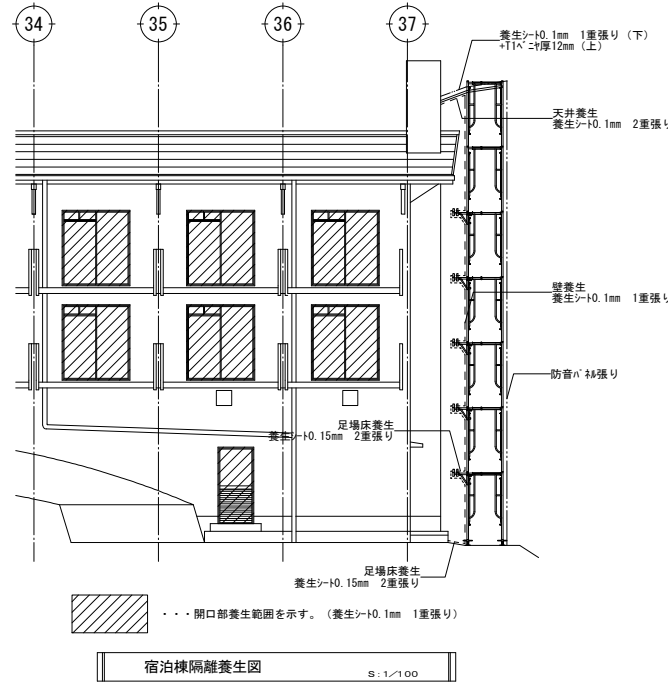 34 35 36 37
養生ｼｰﾄ0.1mm 1重張り（下）
+T1ﾍﾞﾆﾔ厚12mm（上）
天井養生
養生ｼｰﾄ0.1mm 2重張り
壁養生
養生ｼｰﾄ0.1mm 1重張り
防音ﾊﾟﾈﾙ張り
足場床養生
養生ｼｰﾄ0.15mm 2重張り
足場床養生
養生ｼｰﾄ0.15mm 2重張り
・・・開口部養生範囲を示す。（養生ｼｰﾄ0.1mm 1重張り）
宿泊棟隔離養生図 S:1/100